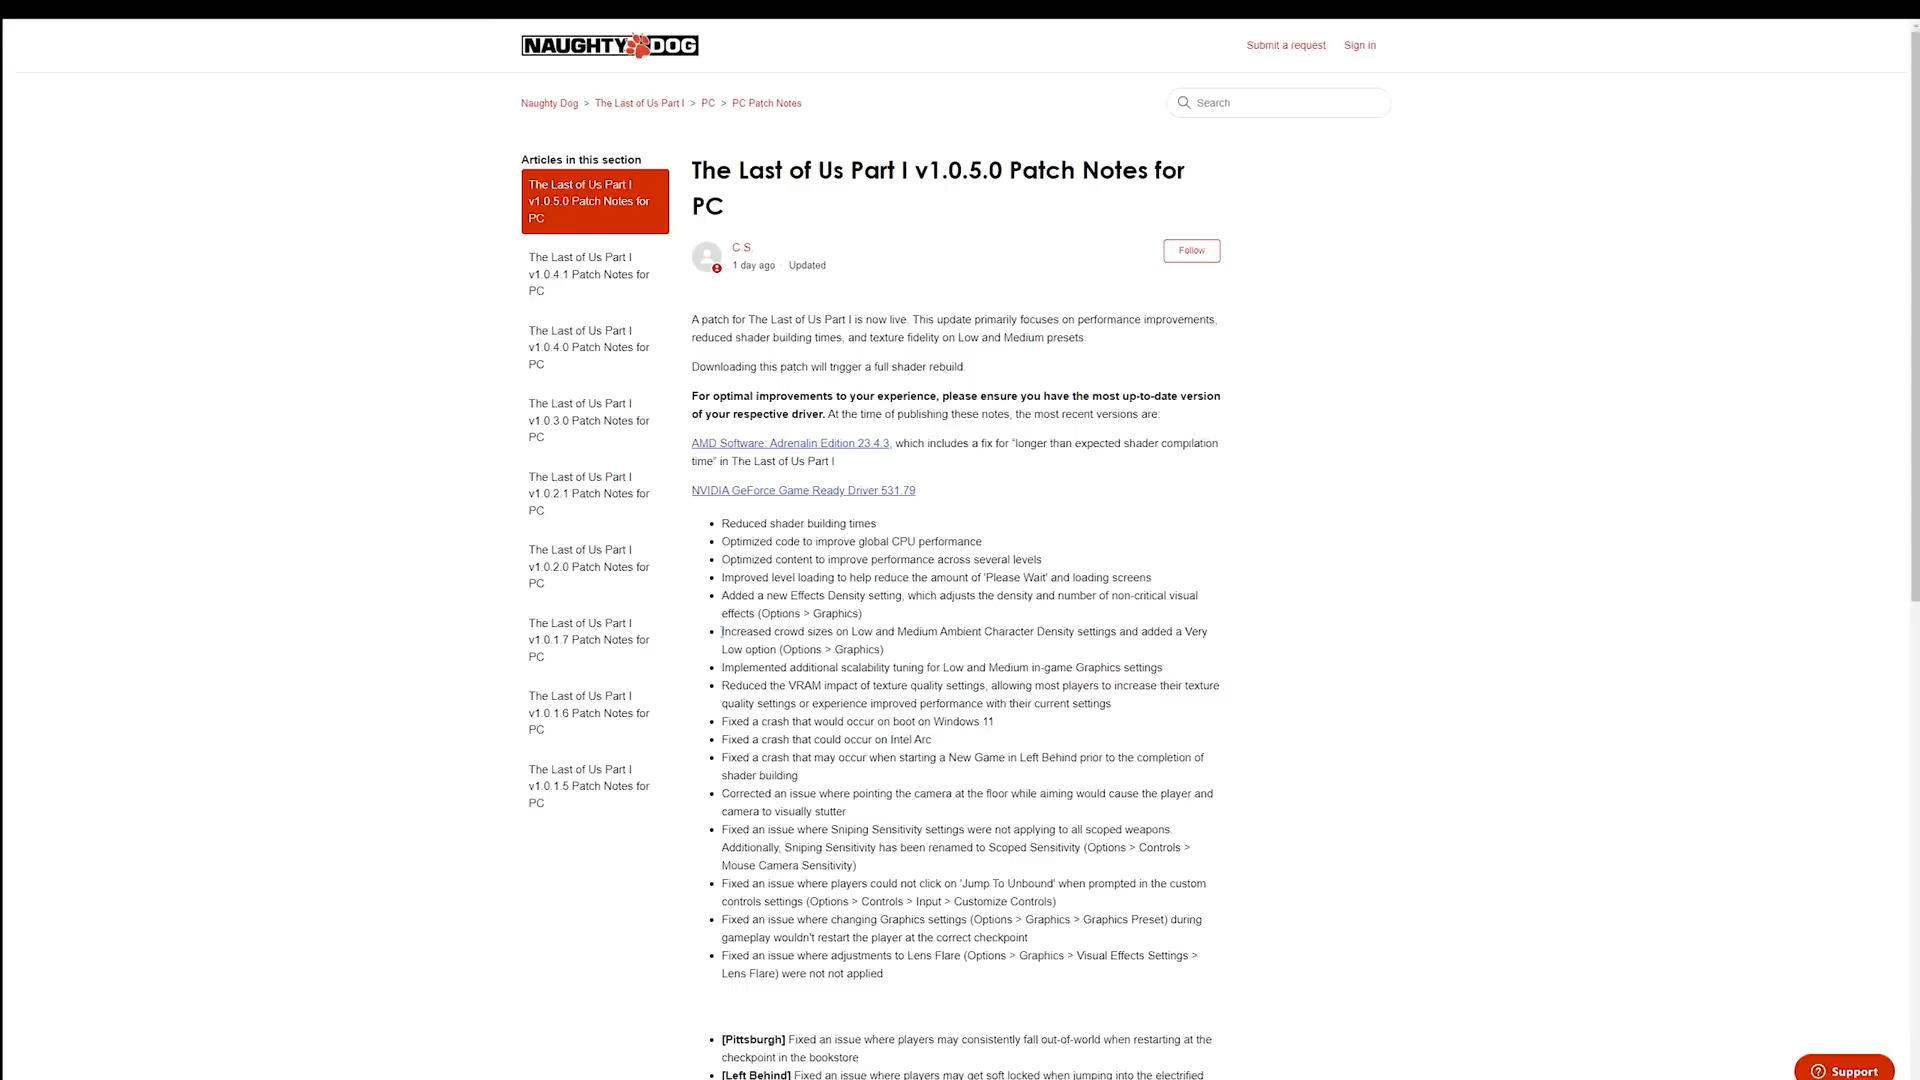 NAUGHTY DOG
Submit a request
Sign in
Naughty Dog > The Last of Us Part I > PC > PC Patch Notes
Search
Articles in this section
The Last of Us Part I
v1.0.5.0 Patch Notes for
PC
The Last of Us Part I
v1.0.4.1 Patch Notes for
PC
The Last of Us Part I
v1.0.4.0 Patch Notes for
PC
The Last of Us Part I
v1.0.3.0 Patch Notes for
PC
The Last of Us Part I
v1.0.2.1 Patch Notes for
PC
The Last of Us Part I
v1.0.2.0 Patch Notes for
PC
The Last of Us Part I
v1.0.1.7 Patch Notes for
PC
The Last of Us Part I
v1.0.1.6 Patch Notes for
PC
The Last of Us Part I
v1.0.1.5 Patch Notes for
PC
The Last of Us Part I v1.0.5.0 Patch Notes for
PC
C.S.
1 day ago · Updated
Follow
A patch for The Last of Us Part I is now live. This update primarily focuses on performance improvements,
reduced shader building times, and texture fidelity on Low and Medium presets.
Downloading this patch will trigger a full shader rebuild.
For optimal improvements to your experience, please ensure you have the most up-to-date version
of your respective driver. At the time of publishing these notes, the most recent versions are:
AMD Software: Adrenalin Edition 23.4.3, which includes a fix for “longer than expected shader compilation
time” in The Last of Us Part I
NVIDIA GeForce Game Ready Driver 531.79
• Reduced shader building times
• Optimized code to improve global CPU performance
• Optimized content to improve performance across several levels
• Improved level loading to help reduce the amount of 'Please Wait' and loading screens
• Added a new Effects Density setting, which adjusts the density and number of non-critical visual
effects (Options > Graphics)
• Increased crowd sizes on Low and Medium Ambient Character Density settings and added a Very
Low option (Options > Graphics)
• Implemented additional scalability tuning for Low and Medium in-game Graphics settings
• Reduced the VRAM impact of texture quality settings, allowing most players to increase their texture
quality settings or experience improved performance with their current settings
• Fixed a crash that would occur on boot on Windows 11
• Fixed a crash that could occur on Intel Arc
• Fixed a crash that may occur when starting a New Game in Left Behind prior to the completion of
shader building
• Corrected an issue where pointing the camera at the floor while aiming would cause the player and
camera to visually stutter
• Fixed an issue where Sniping Sensitivity settings were not applying to all scoped weapons.
Additionally, Sniping Sensitivity has been renamed to Scoped Sensitivity (Options > Controls >
Mouse Camera Sensitivity)
• Fixed an issue where players could not click on 'Jump To Unbound' when prompted in the custom
controls settings (Options > Controls > Input > Customize Controls)
• Fixed an issue where changing Graphics settings (Options > Graphics > Graphics Preset) during
gameplay wouldn't restart the player at the correct checkpoint
• Fixed an issue where adjustments to Lens Flare (Options > Graphics > Visual Effects Settings >
Lens Flare) were not not applied
• [Pittsburgh] Fixed an issue where players may consistently fall out-of-world when restarting at the
checkpoint in the bookstore
• [Left Behind] Fixed an issue where players may get soft locked when jumping into the electrified
Support